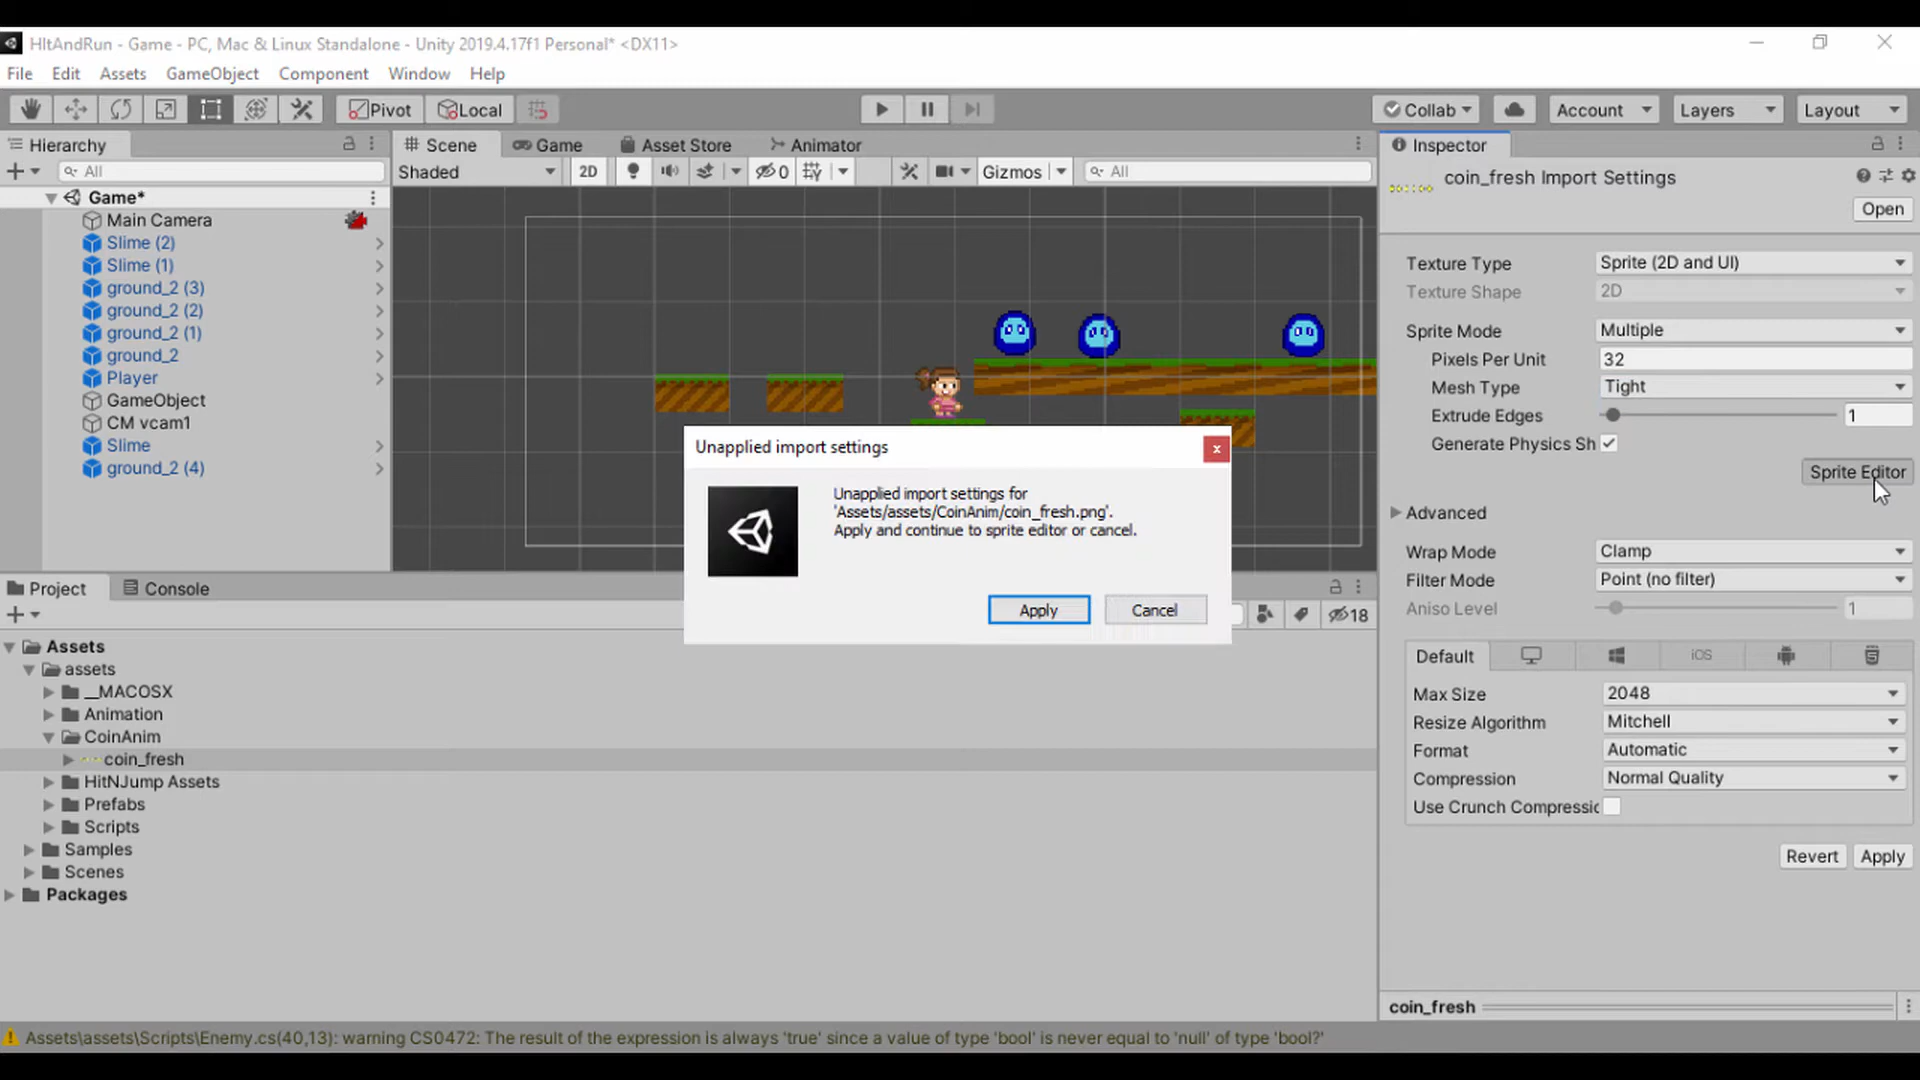 HItAndRun - Game - PC, Mac & Linux Standalone - Unity 2019.4.17f1 Personal* <DX11>
File Edit Assets GameObject Component Window Help
Pivot Local Collab Account Layers Layout
Hierarchy
All
Game*
Main Camera
Slime (2)
Slime (1)
ground_2 (3)
ground_2 (2)
ground_2 (1)
ground_2
Player
GameObject
CM vcam1
Slime
ground_2 (4)
Scene Game Asset Store Animator
Shaded 2D 0 Gizmos All
Unapplied import settings
Unapplied import settings for
'Assets/assets/CoinAnim/coin_fresh.png'.
Apply and continue to sprite editor or cancel.
Apply Cancel
Project Console
18
Assets
assets
__MACOSX
Animation
CoinAnim
coin_fresh
HitNJump Assets
Prefabs
Scripts
Samples
Scenes
Packages
Inspector
coin_fresh Import Settings
Open
Texture Type Sprite (2D and UI)
Texture Shape 2D
Sprite Mode Multiple
Pixels Per Unit 32
Mesh Type Tight
Extrude Edges 1
Generate Physics Sh
Sprite Editor
Advanced
Wrap Mode Clamp
Filter Mode Point (no filter)
Aniso Level 1
Default iOS
Max Size 2048
Resize Algorithm Mitchell
Format Automatic
Compression Normal Quality
Use Crunch Compressic
Revert Apply
coin_fresh
Assets\assets\Scripts\Enemy.cs(40,13): warning CS0472: The result of the expression is always 'true' since a value of type 'bool' is never equal to 'null' of type 'bool?'